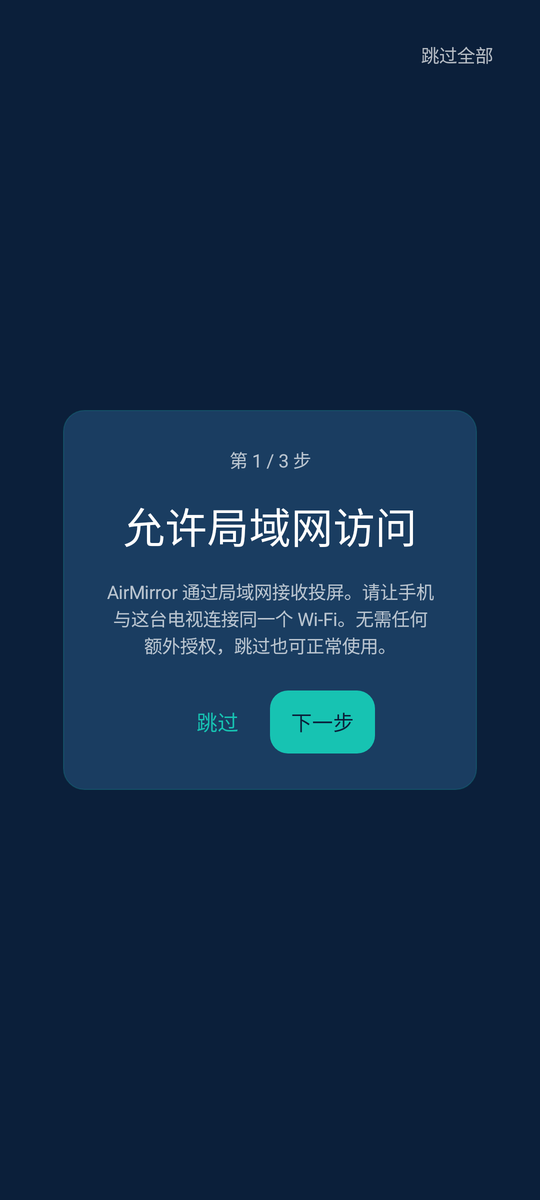 跳过全部
第 1 / 3 步
允许局域网访问
AirMirror 通过局域网接收投屏。请让手机
与这台电视连接同一个 Wi-Fi。无需任何
额外授权，跳过也可正常使用。
跳过
下一步